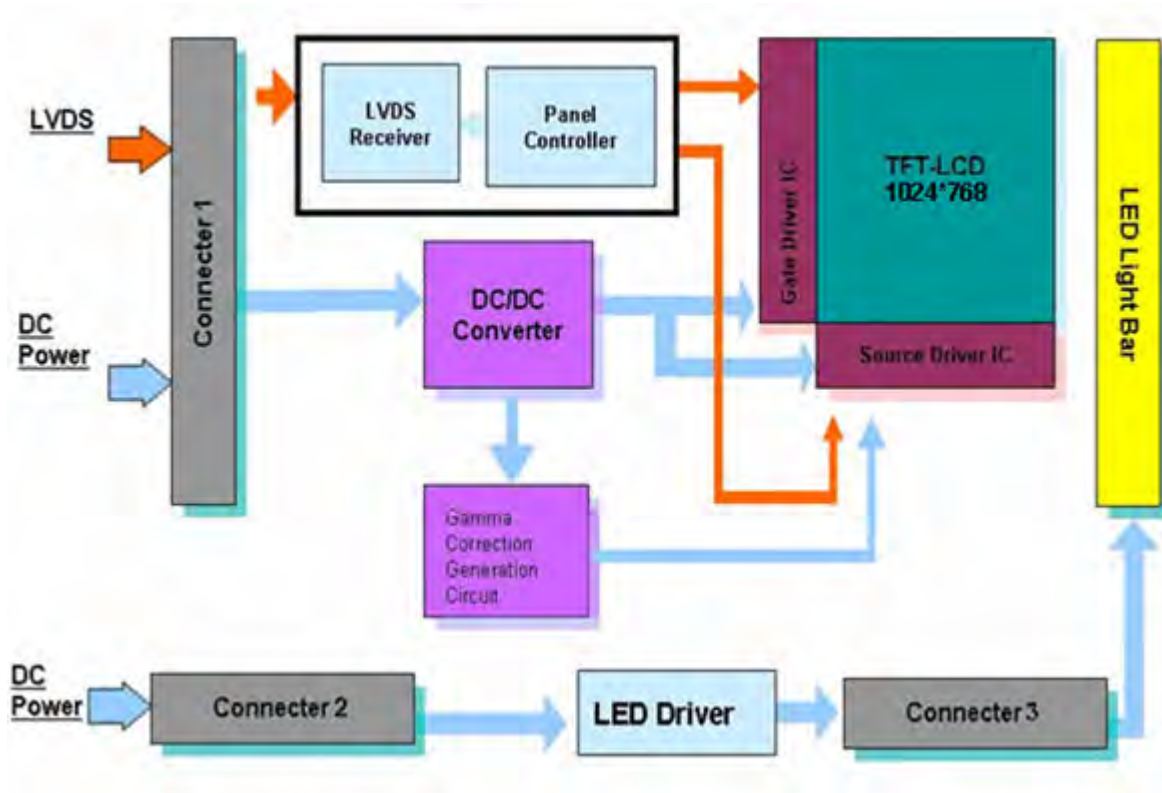 LVDS
DC
Power
Connecter 1
LVDS
Receiver
Panel
Controller
DC/DC
Converter
Gamma
Correction
Generation
Circuit
Gate Driver IC
TFT-LCD
1024*768
Source Driver IC
LED Light Bar
DC
Power
Connecter 2
LED Driver
Connecter 3